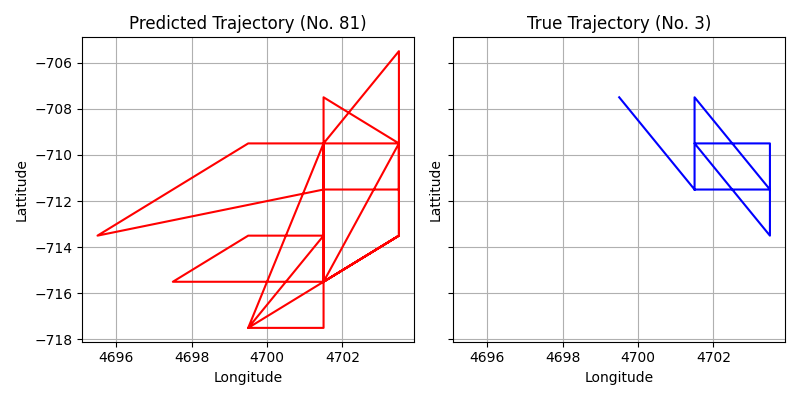 Predicted Trajectory (No. 81)
True Trajectory (No. 3)
−706
−708
−710
−712
−714
−716
−718
Lattitude
Lattitude
4696 4698 4700 4702
4696 4698 4700 4702
Longitude
Longitude